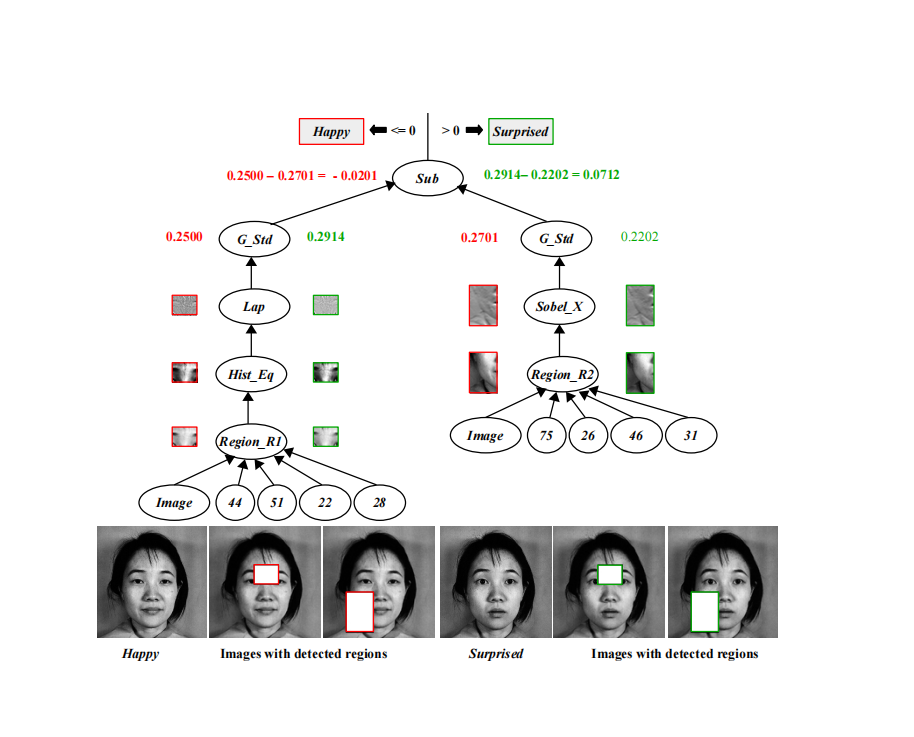 Happy <= 0 > 0 Surprised
0.2500 – 0.2701 = - 0.0201 Sub 0.2914– 0.2202 = 0.0712
0.2500 G_Std 0.2914 0.2701 G_Std 0.2202
Lap Sobel_X
Hist_Eq Region_R2
Region_R1 Image 75 26 46 31
Image 44 51 22 28
Happy Images with detected regions Surprised Images with detected regions